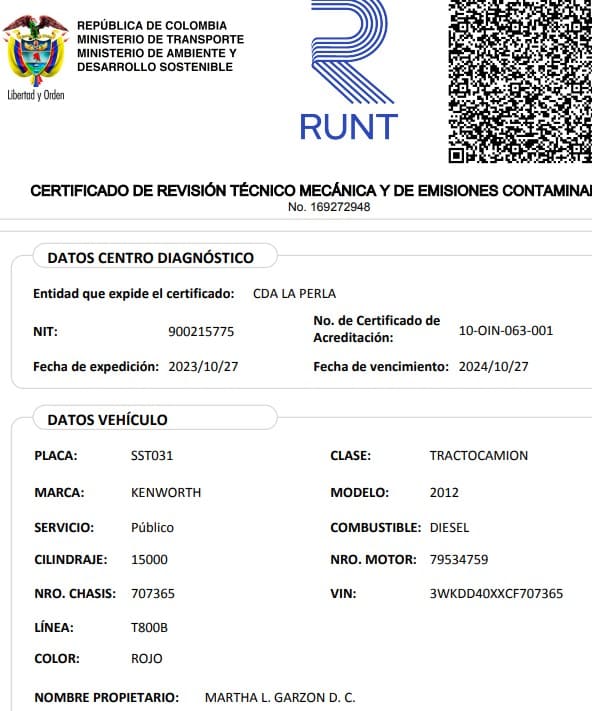 REPÚBLICA DE COLOMBIA
MINISTERIO DE TRANSPORTE
MINISTERIO DE AMBIENTE Y
DESARROLLO SOSTENIBLE
Libertad y Orden
RUNT
CERTIFICADO DE REVISIÓN TÉCNICO MECÁNICA Y DE EMISIONES CONTAMINA
No. 169272948
DATOS CENTRO DIAGNÓSTICO
Entidad que expide el certificado: CDA LA PERLA
NIT: 900215775 No. de Certificado de Acreditación: 10-OIN-063-001
Fecha de expedición: 2023/10/27 Fecha de vencimiento: 2024/10/27
DATOS VEHÍCULO
PLACA: SST031 CLASE: TRACTOCAMION
MARCA: KENWORTH MODELO: 2012
SERVICIO: Público COMBUSTIBLE: DIESEL
CILINDRAJE: 15000 NRO. MOTOR: 79534759
NRO. CHASIS: 707365 VIN: 3WKDD40XXCF707365
LÍNEA: T800B
COLOR: ROJO
NOMBRE PROPIETARIO: MARTHA L. GARZON D. C.